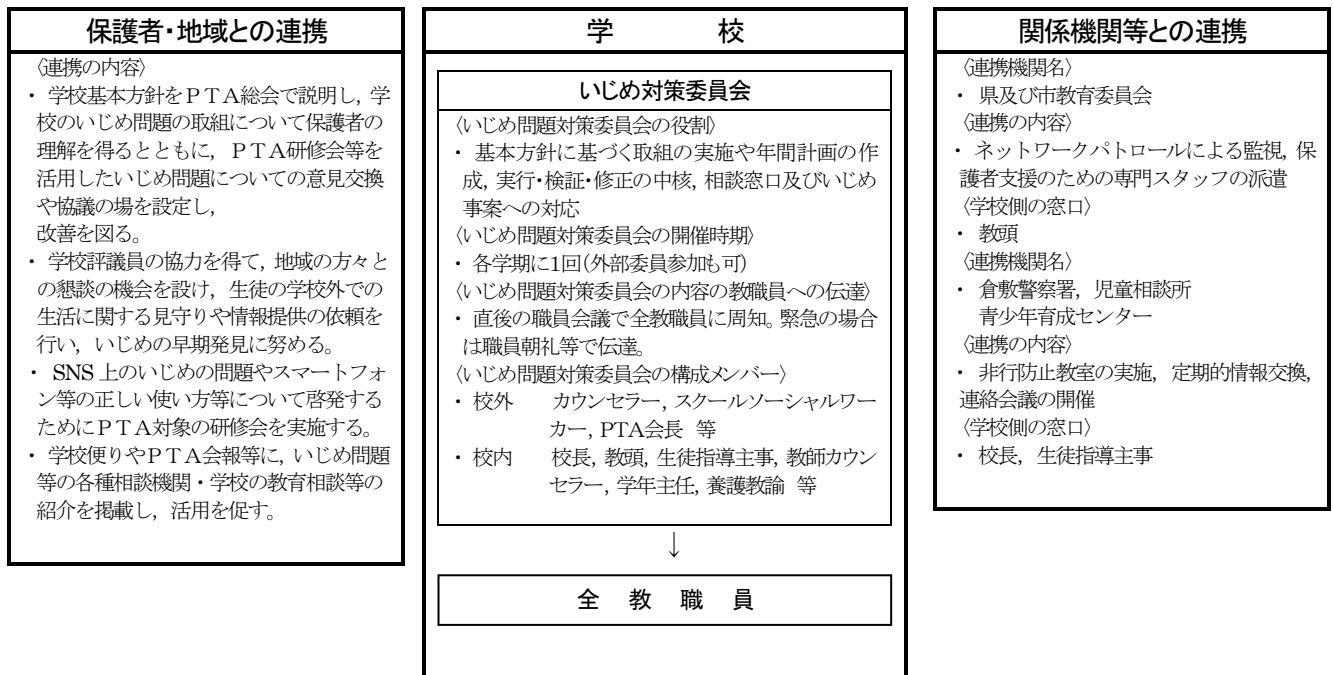 保護者・地域との連携
〈連携の内容〉
・ 学校基本方針をＰＴＡ総会で説明し, 学
校のいじめ問題の取組について保護者の
理解を得るとともに, ＰＴＡ研修会等を
活用したいじめ問題についての意見交換
や協議の場を設定し,
改善を図る。
・ 学校評議員の協力を得て, 地域の方々と
の懇談の機会を設け, 生徒の学校外での
生活に関する見守りや情報提供の依頼を
行い, いじめの早期発見に努める。
・ SNS 上のいじめの問題やスマートフォ
ン等の正しい使い方等について啓発する
ためにＰＴＡ対象の研修会を実施する。
・ 学校便りやＰＴＡ会報等に, いじめ問題
等の各種相談機関・学校の教育相談等の
紹介を掲載し, 活用を促す。
学 校
いじめ対策委員会
〈いじめ問題対策委員会の役割〉
・ 基本方針に基づく取組の実施や年間計画の作
成, 実行・検証・修正の中核, 相談窓口及びいじめ
事案への対応
〈いじめ問題対策委員会の開催時期〉
・ 各学期に1回(外部委員参加も可)
〈いじめ問題対策委員会の内容の教職員への伝達〉
・ 直後の職員会議で全教職員に周知。緊急の場合
は職員朝礼等で伝達。
〈いじめ問題対策委員会の構成メンバー〉
・ 校外 カウンセラー, スクールソーシャルワー
カー, PTA会長 等
・ 校内 校長, 教頭, 生徒指導主事, 教師カウン
セラー, 学年主任, 養護教諭 等
↓
全 教 職 員
関係機関等との連携
〈連携機関名〉
・ 県及び市教育委員会
〈連携の内容〉
・ ネットワークパトロールによる監視, 保
護者支援のための専門スタッフの派遣
〈学校側の窓口〉
・ 教頭
〈連携機関名〉
・ 倉敷警察署, 児童相談所
青少年育成センター
〈連携の内容〉
・ 非行防止教室の実施, 定期的情報交換,
連絡会議の開催
〈学校側の窓口〉
・ 校長, 生徒指導主事